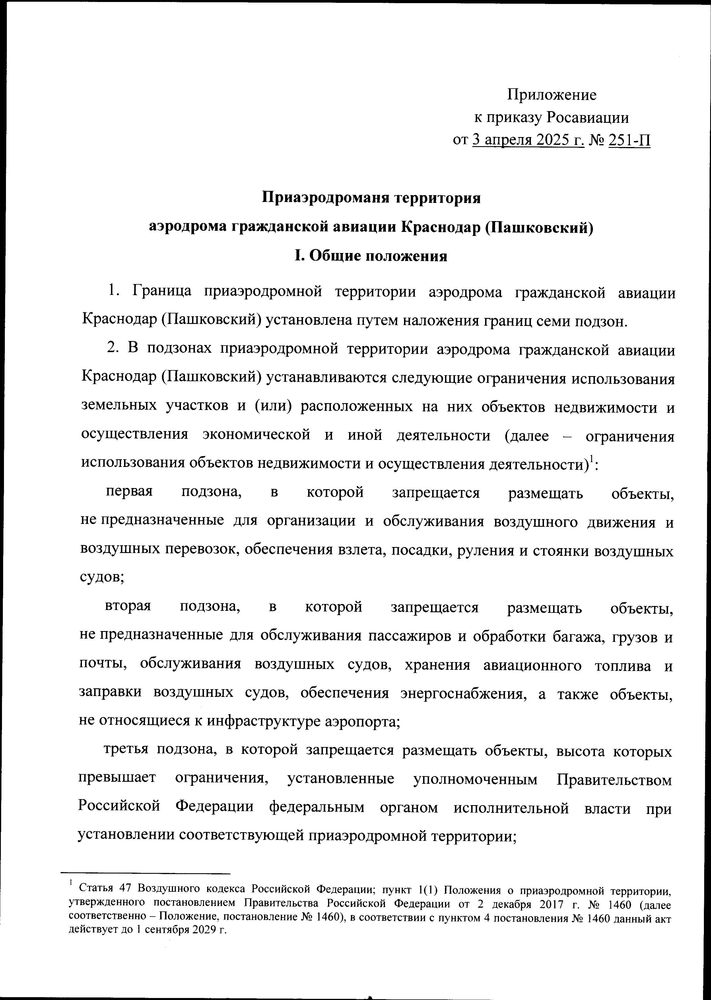 Приложение
к приказу Росавиации
от 3 апреля 2025 г. № 251-П
Приаэродроманя территория
аэродрома гражданской авиации Краснодар (Пашковский)
I. Общие положения
1. Граница приаэродромной территории аэродрома гражданской авиации
Краснодар (Пашковский) установлена путем наложения границ семи подзон.
2. В подзонах приаэродромной территории аэродрома гражданской авиации
Краснодар (Пашковский) устанавливаются следующие ограничения использования
земельных участков и (или) расположенных на них объектов недвижимости и
осуществления экономической и иной деятельности (далее – ограничения
использования объектов недвижимости и осуществления деятельности)¹:
первая подзона, в которой запрещается размещать объекты,
не предназначенные для организации и обслуживания воздушного движения и
воздушных перевозок, обеспечения взлета, посадки, руления и стоянки воздушных
судов;
вторая подзона, в которой запрещается размещать объекты,
не предназначенные для обслуживания пассажиров и обработки багажа, грузов и
почты, обслуживания воздушных судов, хранения авиационного топлива и
заправки воздушных судов, обеспечения энергоснабжения, а также объекты,
не относящиеся к инфраструктуре аэропорта;
третья подзона, в которой запрещается размещать объекты, высота которых
превышает ограничения, установленные уполномоченным Правительством
Российской Федерации федеральным органом исполнительной власти при
установлении соответствующей приаэродромной территории;
¹ Статья 47 Воздушного кодекса Российской Федерации; пункт 1(1) Положения о приаэродромной территории,
утвержденного постановлением Правительства Российской Федерации от 2 декабря 2017 г. № 1460 (далее
соответственно – Положение, постановление № 1460), в соответствии с пунктом 4 постановления № 1460 данный акт
действует до 1 сентября 2029 г.